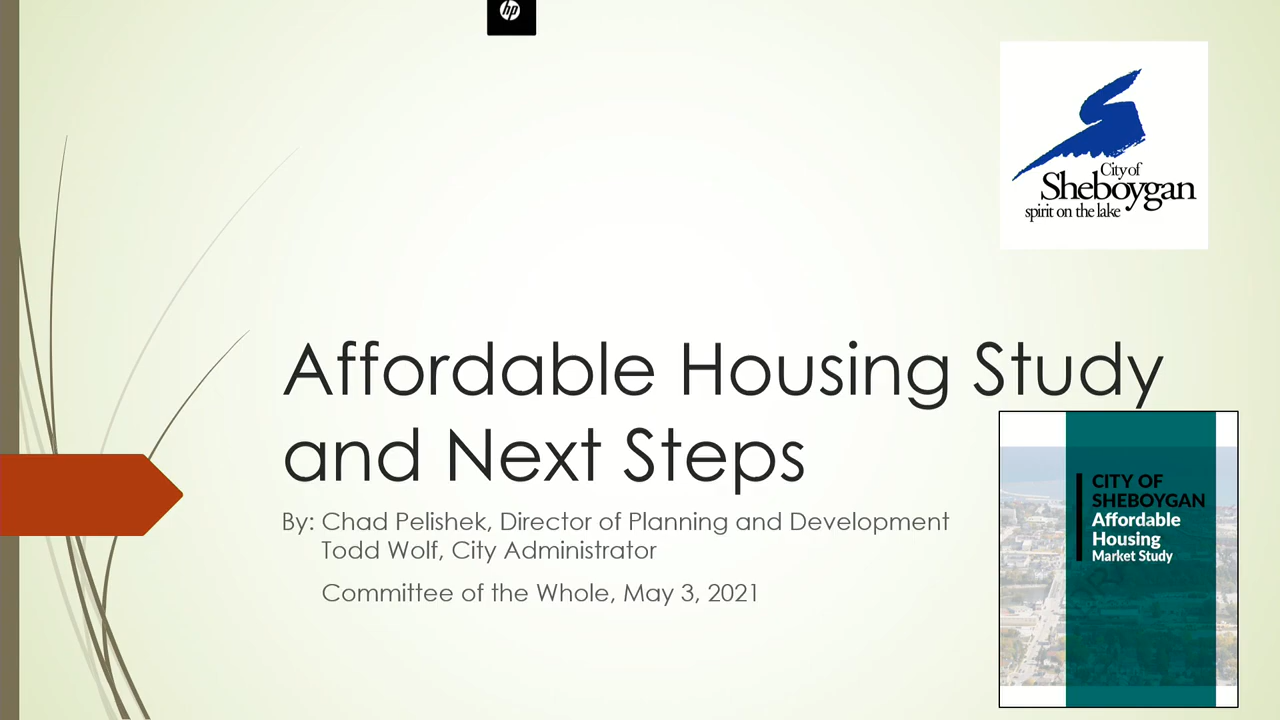 hp
City of
Sheboygan
spirit on the lake
Affordable Housing Study
and Next Steps
By: Chad Pelishek, Director of Planning and Development
Todd Wolf, City Administrator
Committee of the Whole, May 3, 2021
CITY OF
SHEBOYGAN
Affordable
Housing
Market Study